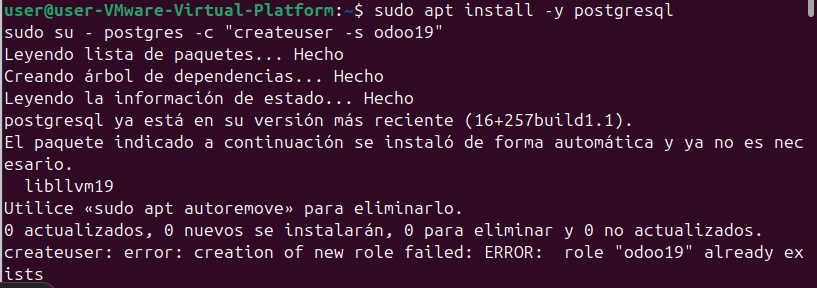 user@user-VMware-Virtual-Platform:~$ sudo apt install -y postgresql
sudo su - postgres -c "createuser -s odoo19"
Leyendo lista de paquetes... Hecho
Creando árbol de dependencias... Hecho
Leyendo la información de estado... Hecho
postgresql ya está en su versión más reciente (16+257build1.1).
El paquete indicado a continuación se instaló de forma automática y ya no es nec
esario.
  libllvm19
Utilice «sudo apt autoremove» para eliminarlo.
0 actualizados, 0 nuevos se instalarán, 0 para eliminar y 0 no actualizados.
createuser: error: creation of new role failed: ERROR:  role "odoo19" already ex
ists